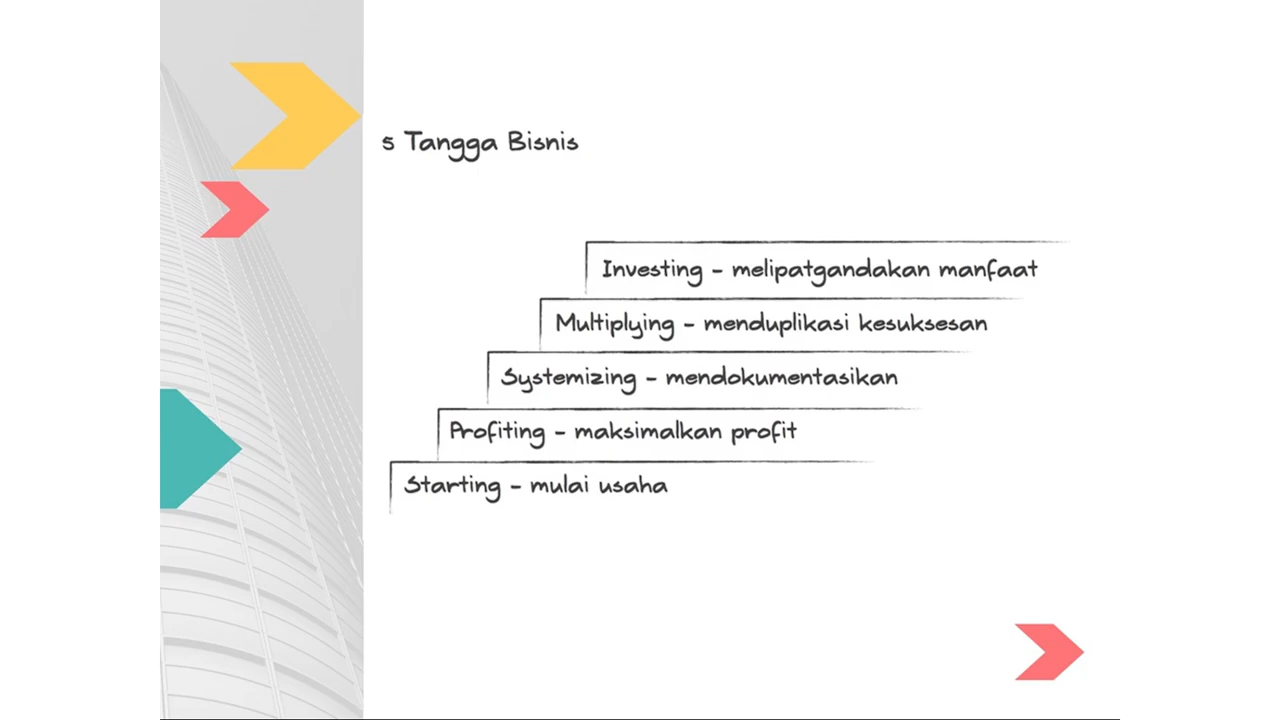 5 Tangga Bisnis
Investing - melipatgandakan manfaat
Multiplying - menduplikasi kesuksesan
Systemizing - mendokumentasikan
Profiting - maksimalkan profit
Starting - mulai usaha